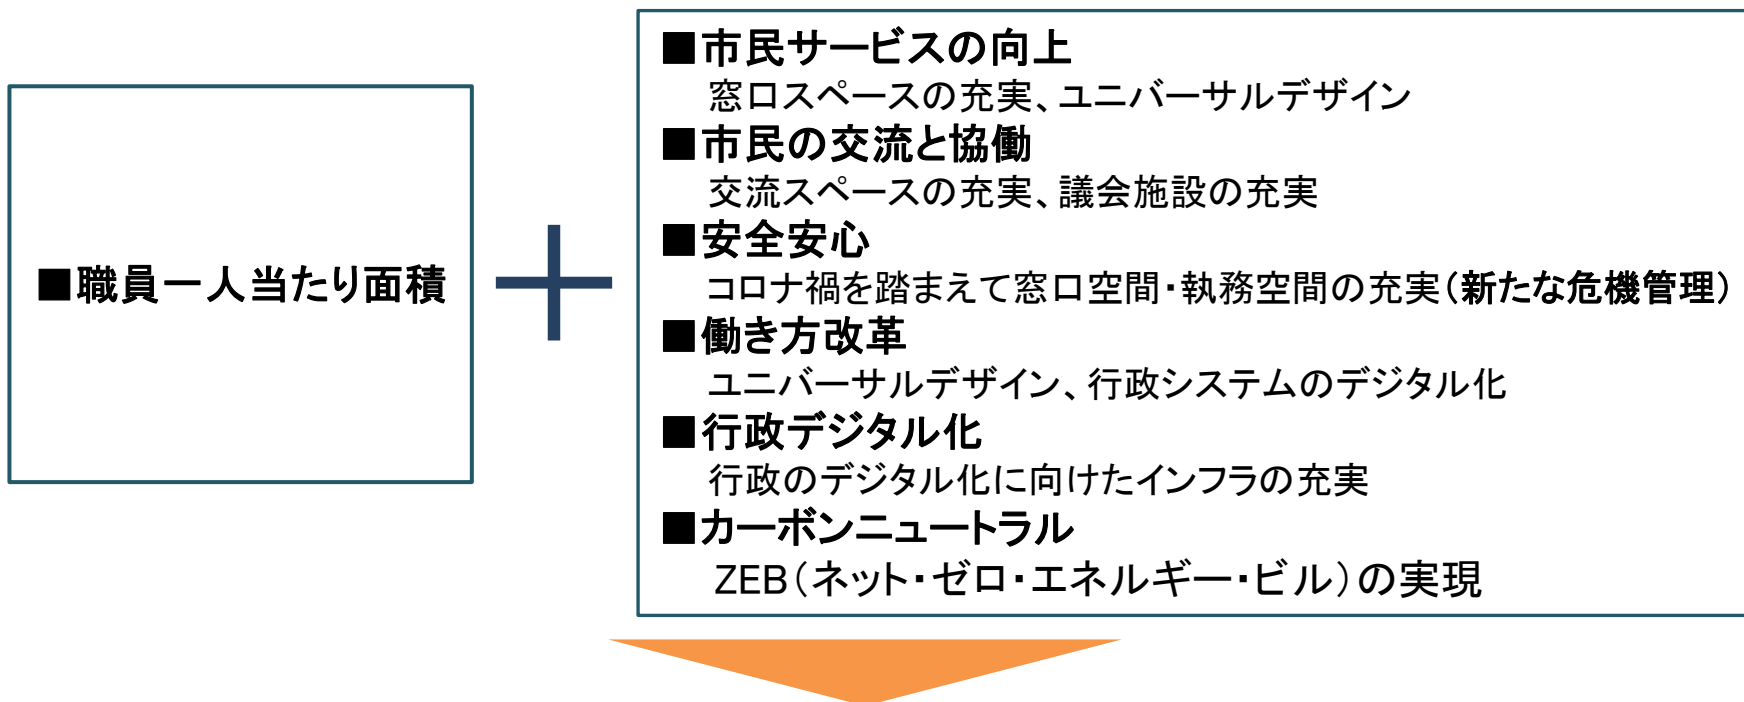 ■職員一人当たり面積
■市民サービスの向上
窓口スペースの充実、ユニバーサルデザイン
■市民の交流と協働
交流スペースの充実、議会施設の充実
■安全安心
コロナ禍を踏まえて窓口空間・執務空間の充実(新たな危機管理)
■働き方改革
ユニバーサルデザイン、行政システムのデジタル化
■行政デジタル化
行政のデジタル化に向けたインフラの充実
■カーボンニュートラル
ZEB(ネット・ゼロ・エネルギー・ビル)の実現